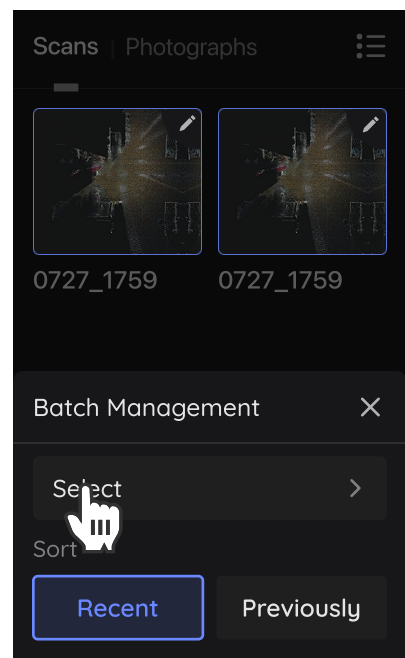 Scans | Photographs
0727_1759 0727_1759
Batch Management
Select
Sort
Recent Previously